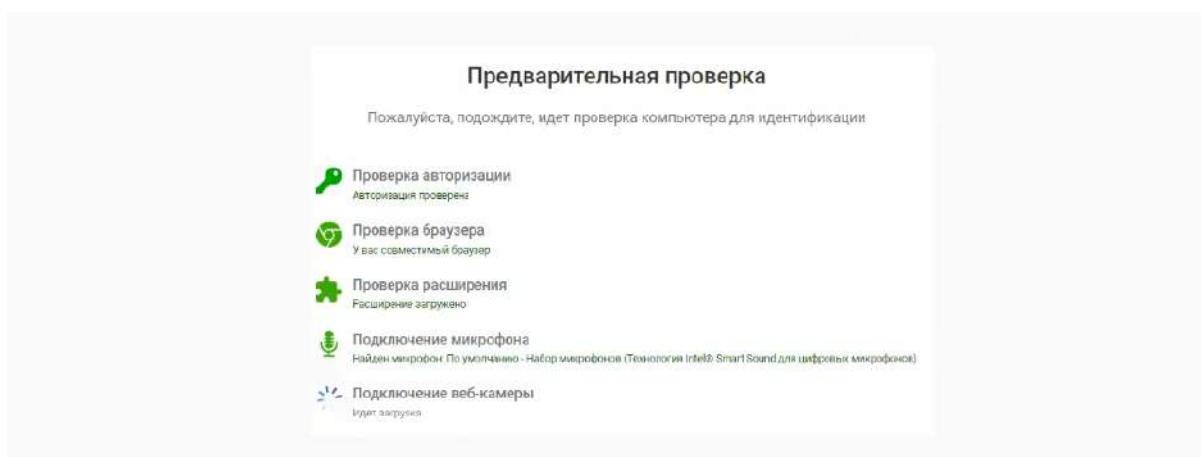 Предварительная проверка
Пожалуйста, подождите, идет проверка компьютера для идентификации
Проверка авторизации
Авторизация проверена
Проверка браузера
У вас совместимый браузер
Проверка расширения
Расширение загружено
Подключение микрофона
Найден микрофон: По умолчанию - Набор микрофонов (Технология Intel® Smart Sound для цифровых микрофонов)
Подключение веб-камеры
Идет загрузка